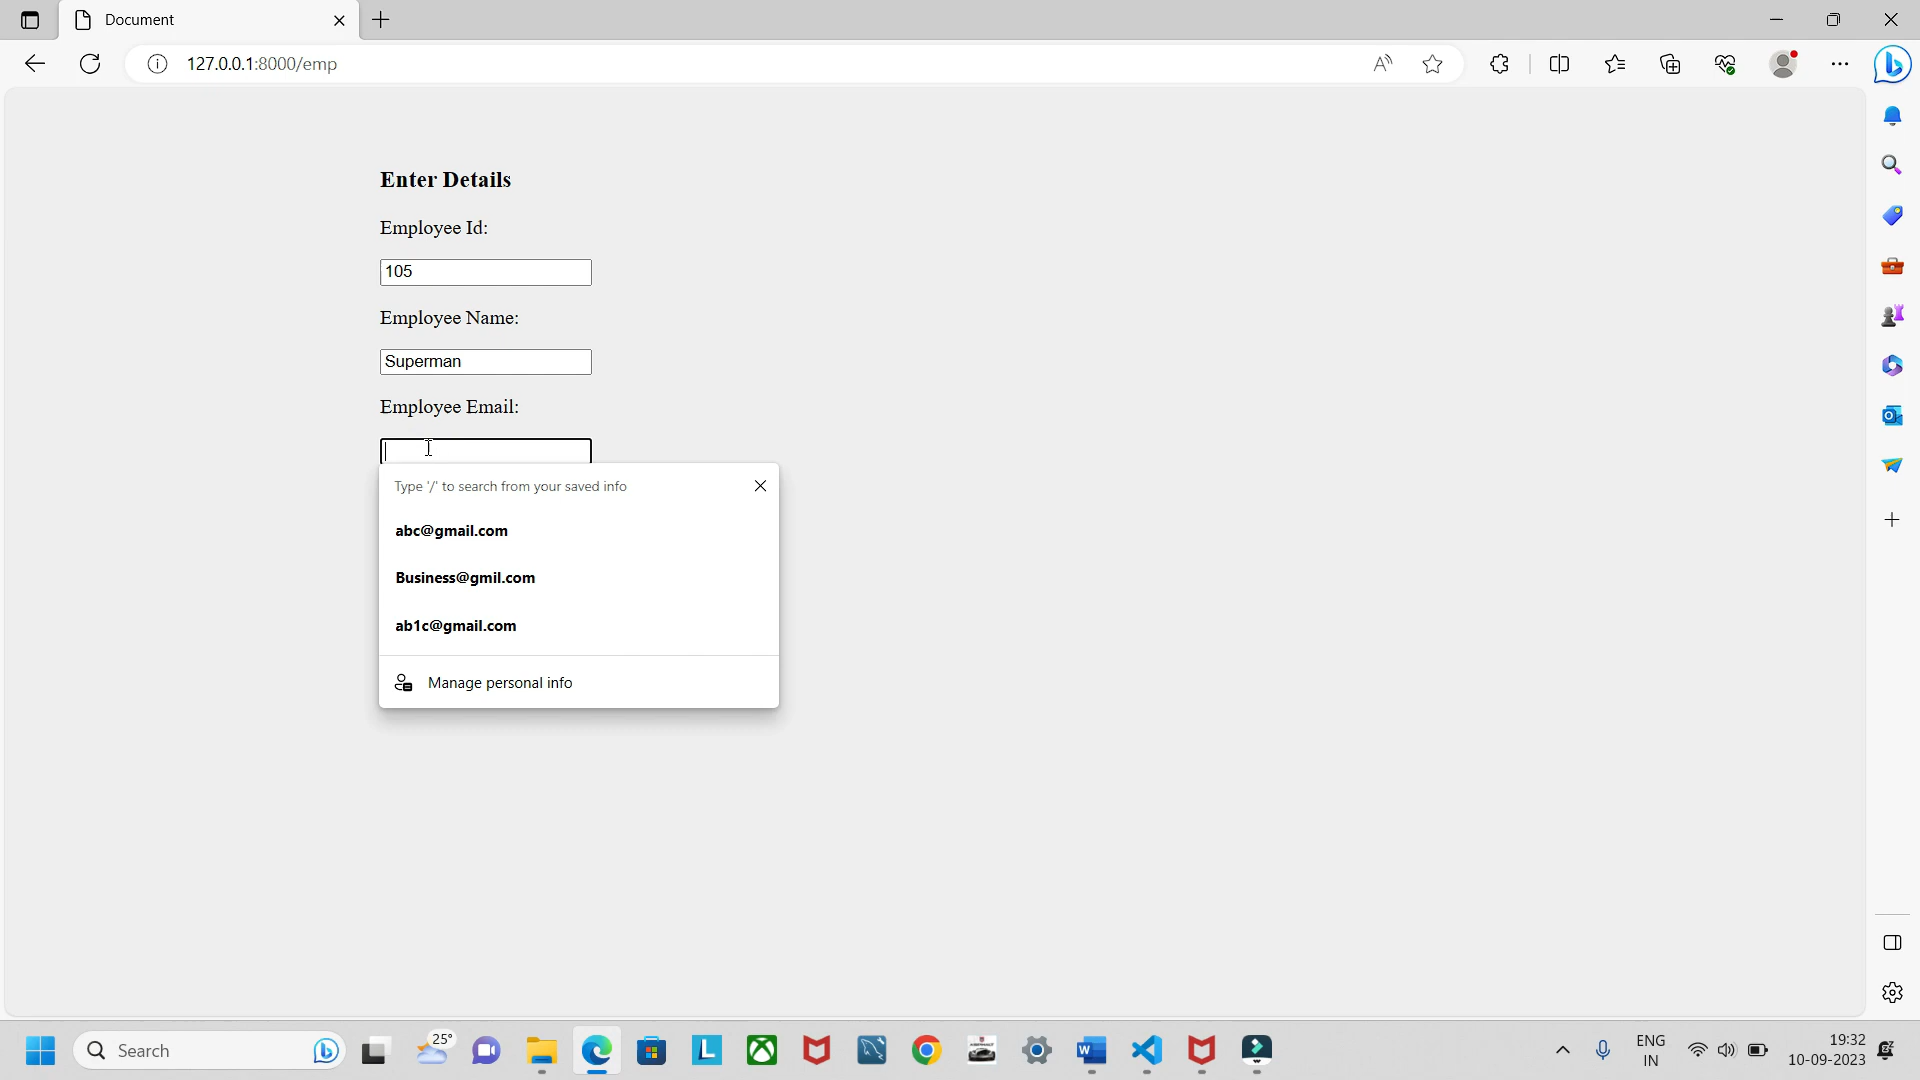 Document
127.0.0.1:8000/emp
Enter Details
Employee Id:
105
Employee Name:
Superman
Employee Email:
Type '/' to search from your saved info
abc@gmail.com
Business@gmil.com
ab1c@gmail.com
Manage personal info
Search
25°
ENG
IN
19:32
10-09-2023